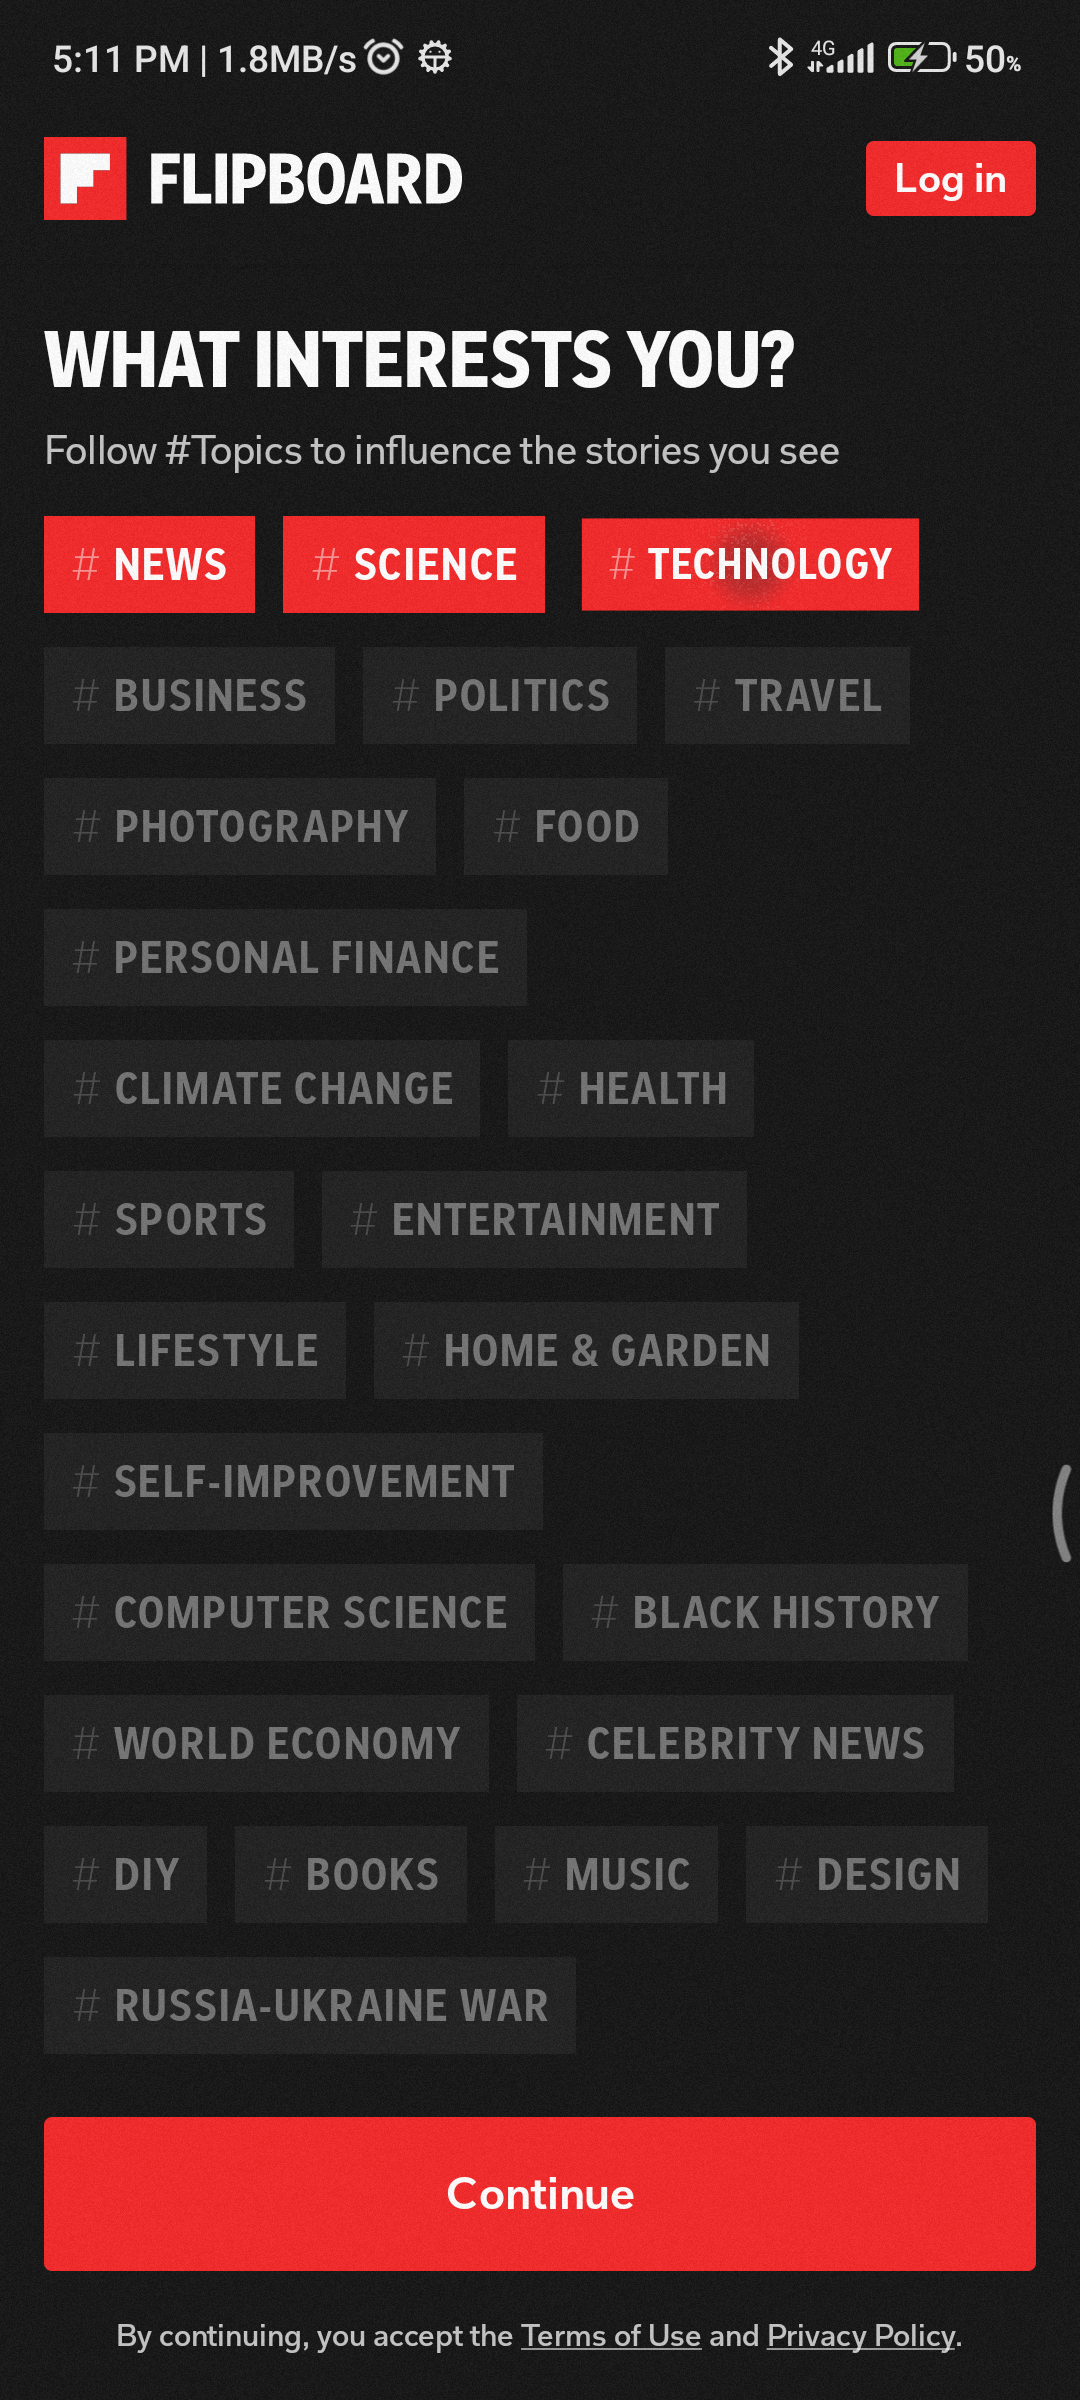 5:11 PM | 1.8MB/s 4G 50%
FLIPBOARD Log in
WHAT INTERESTS YOU?
Follow #Topics to influence the stories you see
# NEWS # SCIENCE # TECHNOLOGY
# BUSINESS # POLITICS # TRAVEL
# PHOTOGRAPHY # FOOD
# PERSONAL FINANCE
# CLIMATE CHANGE # HEALTH
# SPORTS # ENTERTAINMENT
# LIFESTYLE # HOME & GARDEN
# SELF-IMPROVEMENT
# COMPUTER SCIENCE # BLACK HISTORY
# WORLD ECONOMY # CELEBRITY NEWS
# DIY # BOOKS # MUSIC # DESIGN
# RUSSIA-UKRAINE WAR
Continue
By continuing, you accept the Terms of Use and Privacy Policy.